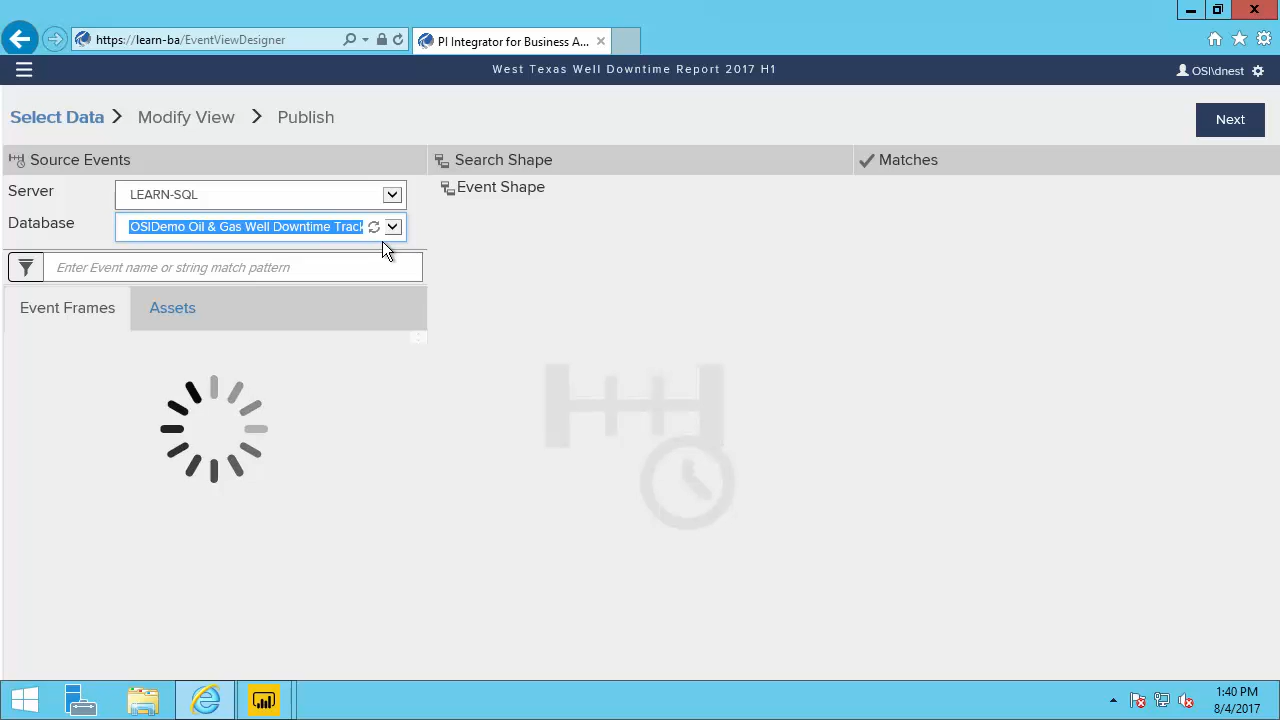 https://learn-ba/EventViewDesigner
PI Integrator for Business A...
West Texas Well Downtime Report 2017 H1
OSI\dnest
Select Data
Modify View
Publish
Next
Source Events
Search Shape
Matches
Server
LEARN-SQL
Event Shape
Database
OSIDemo Oil & Gas Well Downtime Track
Enter Event name or string match pattern
Event Frames
Assets
1:40 PM
8/4/2017